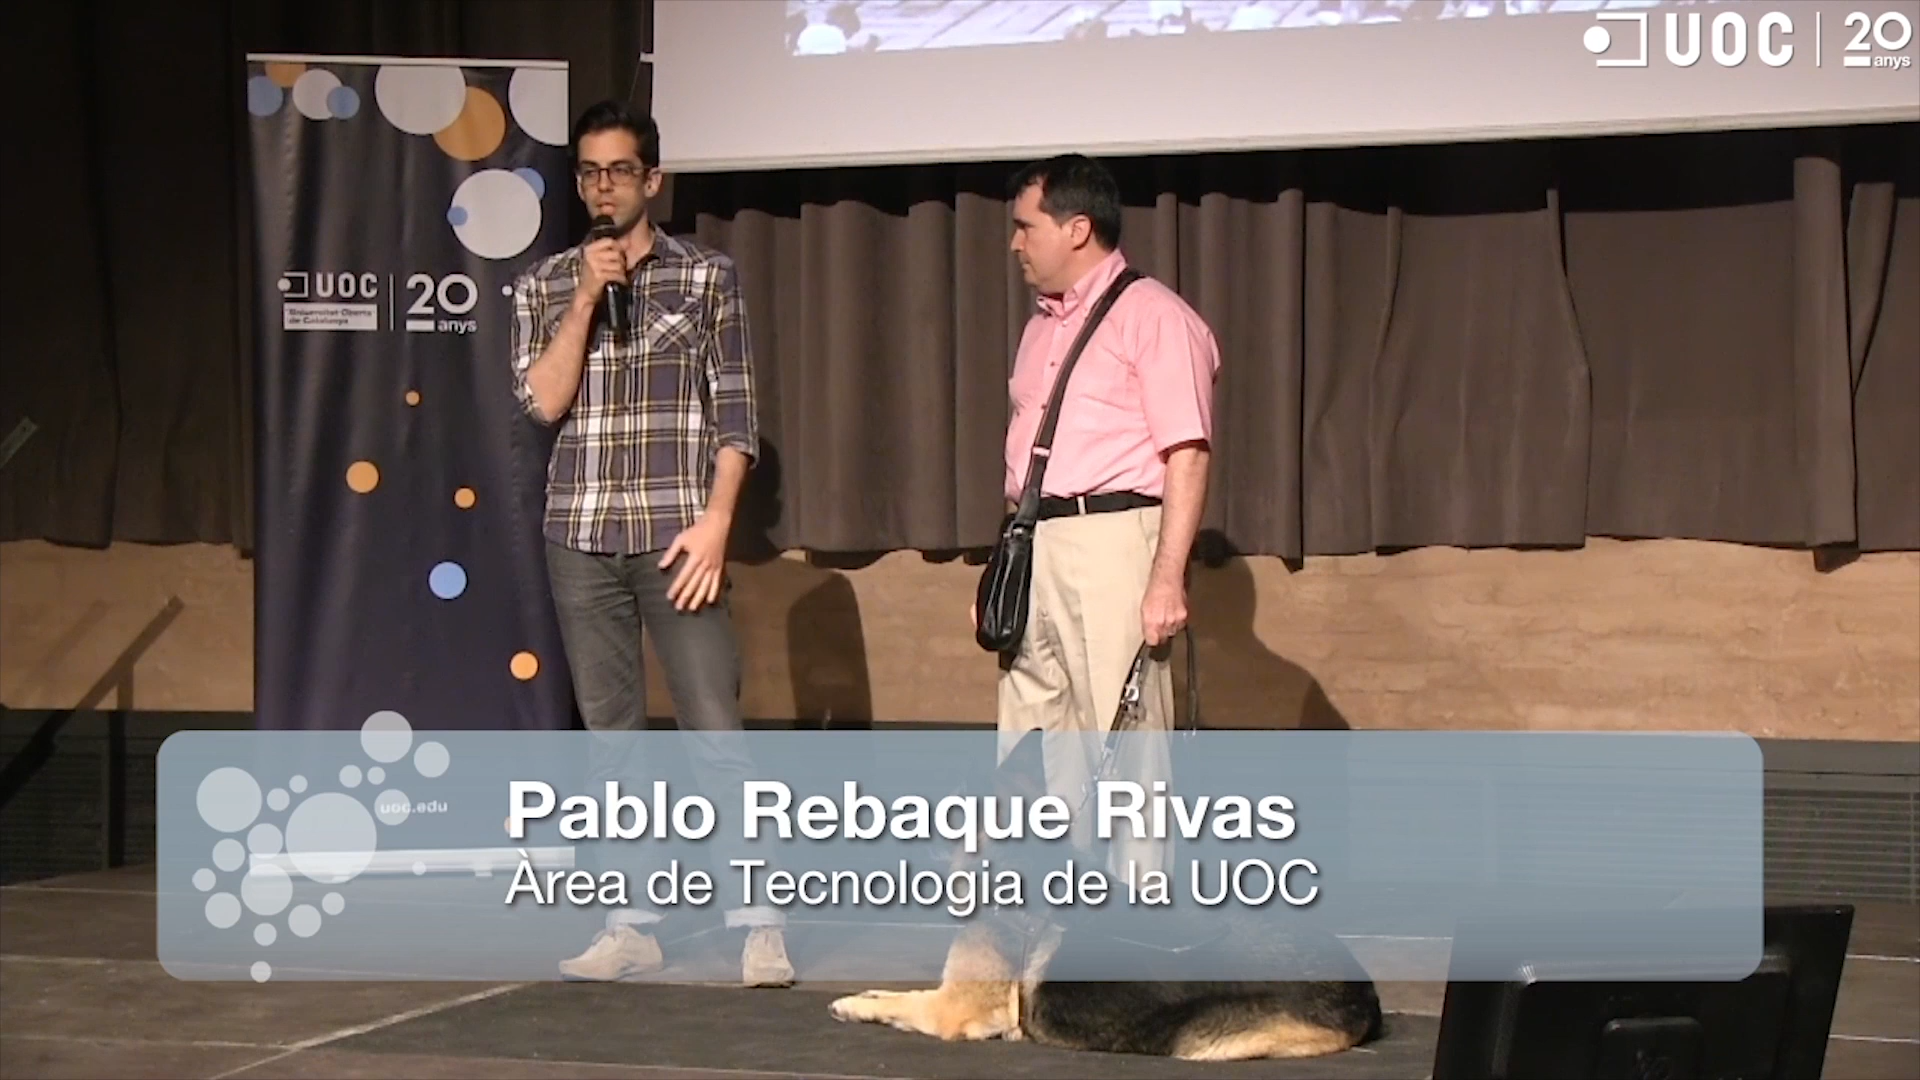 UOC 20 anys
UOC 20 anys
Universitat Oberta
de Catalunya
uoc.edu
Pablo Rebaque Rivas
Àrea de Tecnologia de la UOC